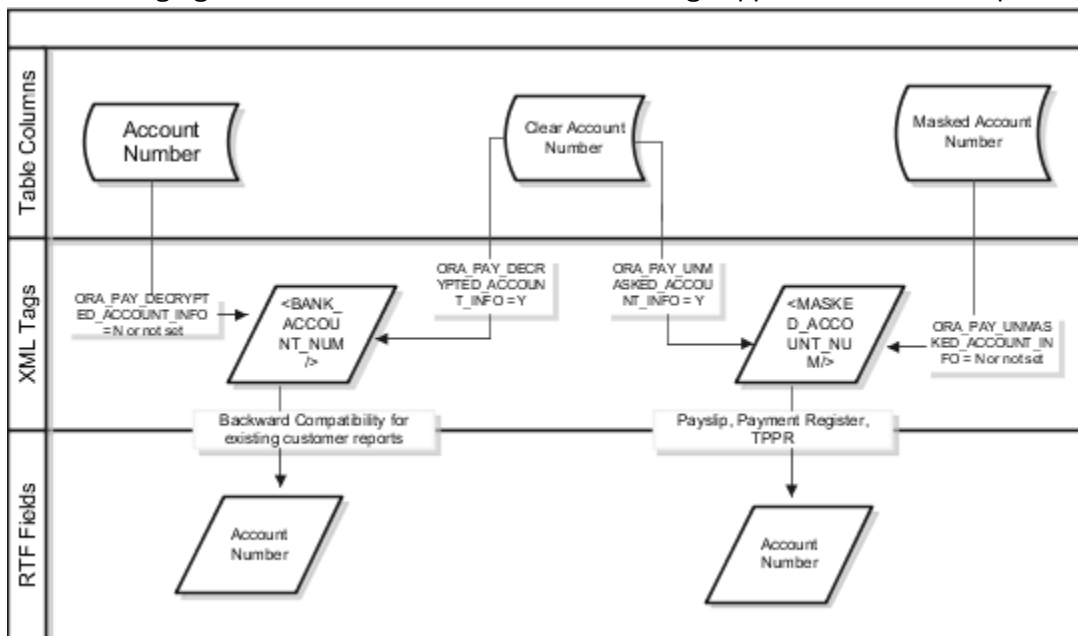 Table Columns
Account
Number
Clear Account
Number
Masked Account
Number
XML Tags
ORA_PAY_DECRYPT
ED_ACCOUNT_INFO
= N or not set
<BANK_
ACCOU
NT_NUM
/>
ORA_PAY_DECR
YPTED_ACCOUN
T_INFO = Y
ORA_PAY_UNM
ASKED_ACCOU
NT_INFO = Y
<MASKE
D_ACCO
UNT_NU
M/>
ORA_PAY_UNMAS
KED_ACCOUNT_IN
FO = N or not set
Backward Compatibility for
existing customer reports
Payslip, Payment Register,
TPPR
RTF Fields
Account
Number
Account
Number